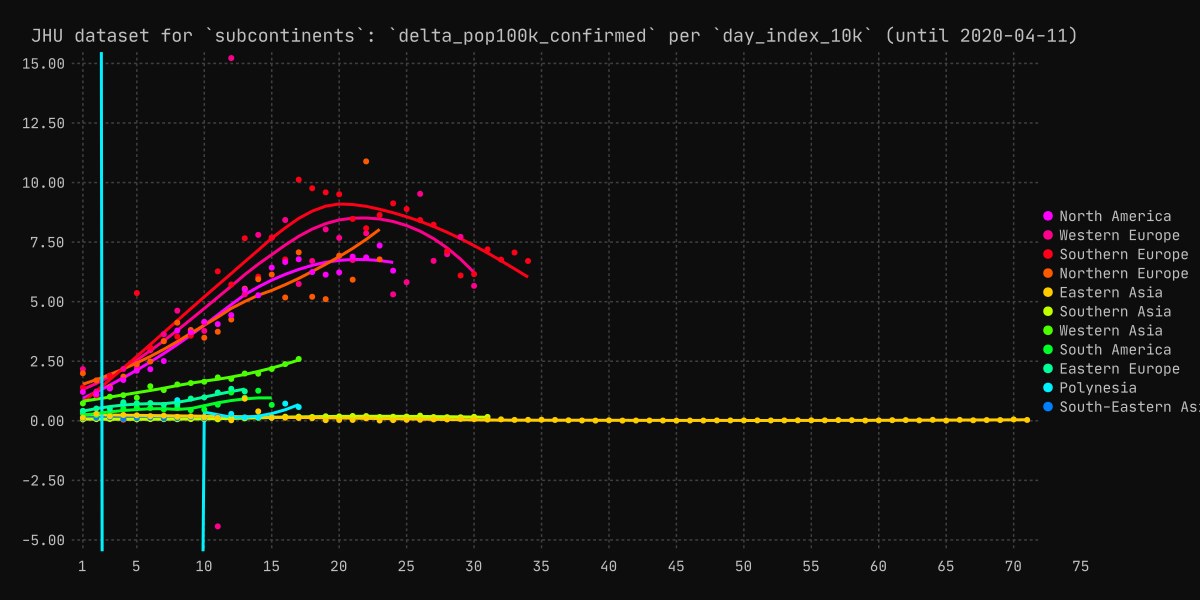 JHU dataset for `subcontinents`: `delta_pop100k_confirmed` per `day_index_10k` (until 2020-04-11)
15.00
12.50
10.00
7.50
5.00
2.50
0.00
-2.50
-5.00
1 5 10 15 20 25 30 35 40 45 50 55 60 65 70 75
North America
Western Europe
Southern Europe
Northern Europe
Eastern Asia
Southern Asia
Western Asia
South America
Eastern Europe
Polynesia
South-Eastern As